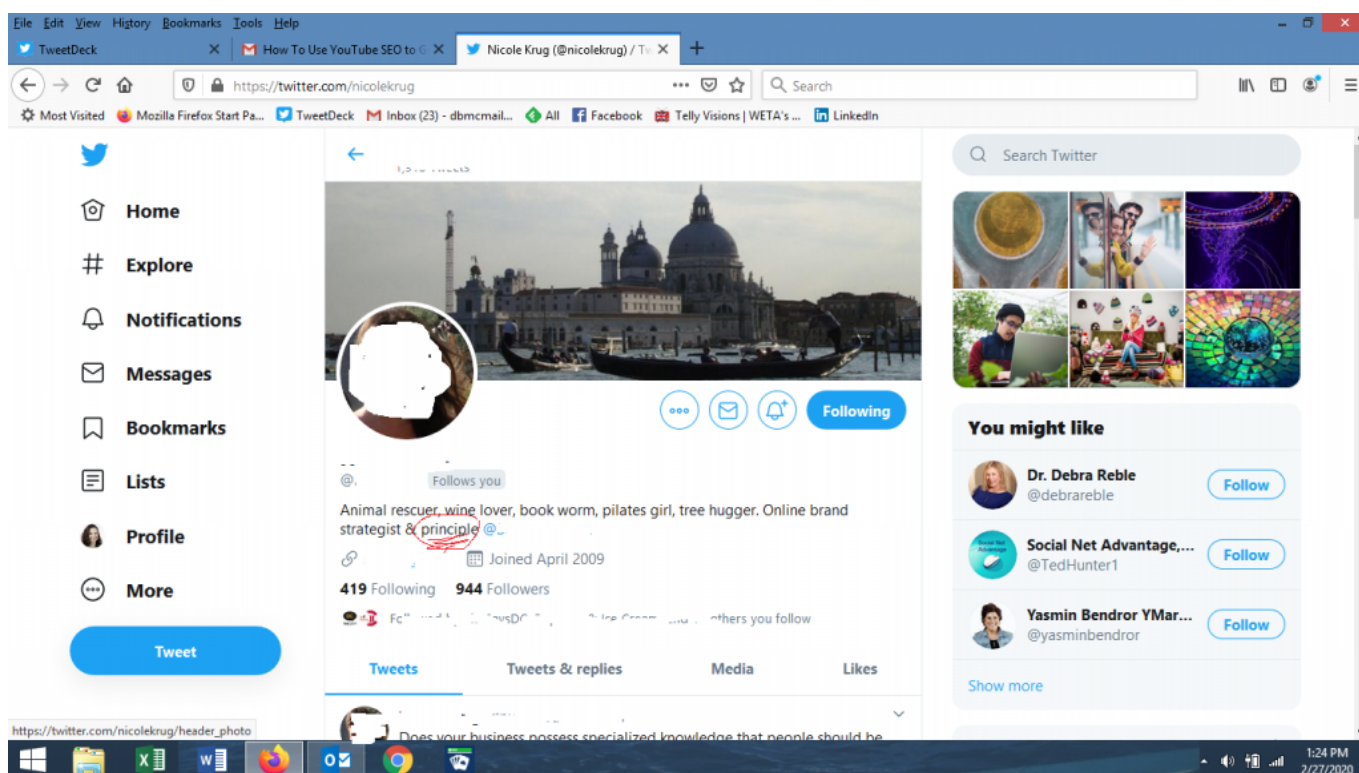 File Edit View History Bookmarks Tools Help
TweetDeck
How To Use YouTube SEO to G
Nicole Krug (@nicolekrug) / Tw
https://twitter.com/nicolekrug
Search
Most Visited
Mozilla Firefox Start Pa...
TweetDeck
Inbox (23) - dbmcmail...
All
Facebook
Telly Visions | WETA's ...
LinkedIn
Home
Explore
Notifications
Messages
Bookmarks
Lists
Profile
More
Tweet
Following
@.
Follows you
Animal rescuer, wine lover, book worm, pilates girl, tree hugger. Online brand
strategist & principle @
Joined April 2009
419 Following 944 Followers
others you follow
Tweets
Tweets & replies
Media
Likes
Does your business possess specialized knowledge that people should be
Search Twitter
You might like
Dr. Debra Reble
@debrareble
Follow
Social Net Advantage,...
@TedHunter1
Follow
Yasmin Bendror YMar...
@yasminbendror
Follow
Show more
https://twitter.com/nicolekrug/header_photo
1:24 PM
2/27/2020